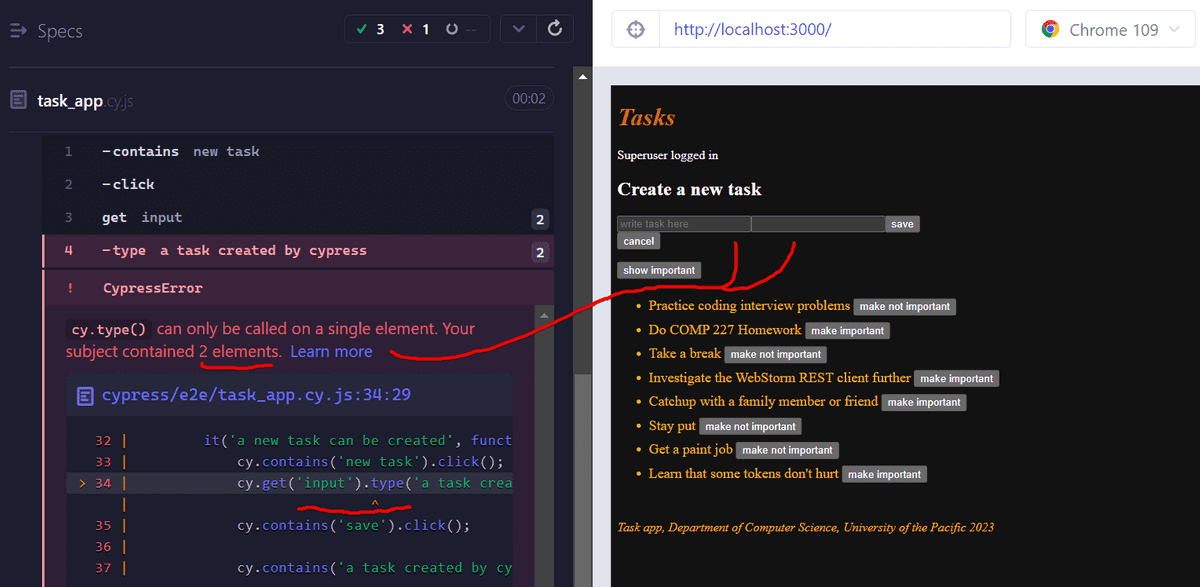 Specs
3 1 --
task_app.cy.js 00:02
1 -contains new task
2 -click
3 get input 2
4 -type a task created by cypress 2
! CypressError
cy.type() can only be called on a single element. Your
subject contained 2 elements. Learn more
cypress/e2e/task_app.cy.js:34:29
32 | it('a new task can be created', funct
33 | cy.contains('new task').click();
> 34 | cy.get('input').type('a task crea
| ^
35 | cy.contains('save').click();
36 |
37 | cy.contains('a task created by cy
http://localhost:3000/
Chrome 109
Tasks
Superuser logged in
Create a new task
write task here save
cancel
show important
Practice coding interview problems make not important
Do COMP 227 Homework make important
Take a break make not important
Investigate the WebStorm REST client further make important
Catchup with a family member or friend make important
Stay put make not important
Get a paint job make not important
Learn that some tokens don't hurt make important
Task app, Department of Computer Science, University of the Pacific 2023